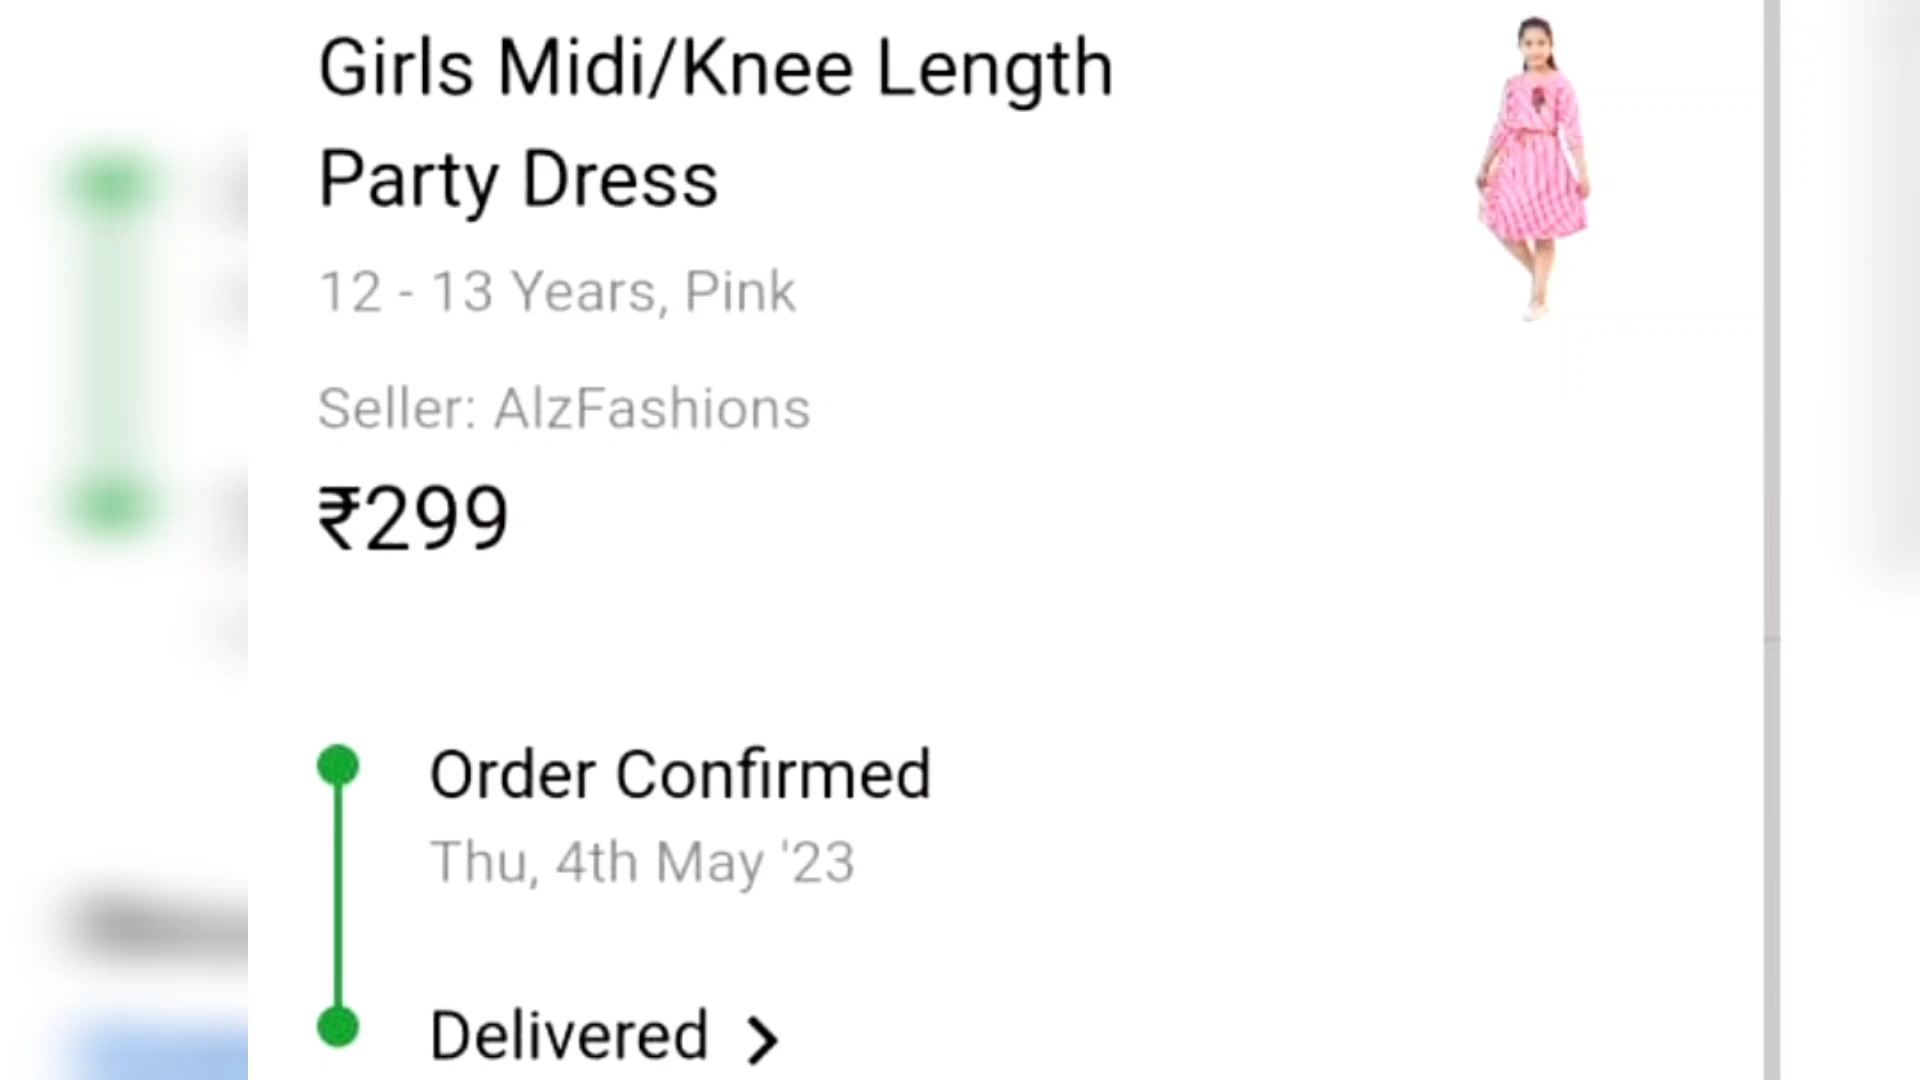 Girls Midi/Knee Length
Party Dress
12 - 13 Years, Pink
Seller: AlzFashions
₹299
Order Confirmed
Thu, 4th May '23
Delivered